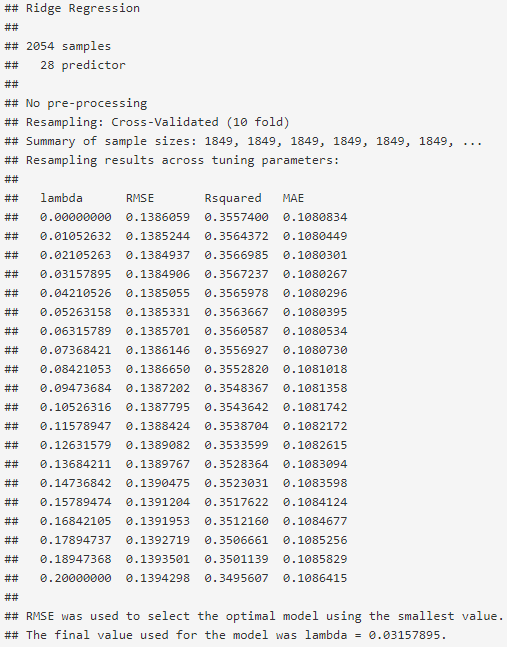 ## Ridge Regression
##
## 2054 samples
##   28 predictor
##
## No pre-processing
## Resampling: Cross-Validated (10 fold)
## Summary of sample sizes: 1849, 1849, 1849, 1849, 1849, 1849, ...
## Resampling results across tuning parameters:
##
##   lambda      RMSE       Rsquared   MAE
##   0.00000000  0.1386059  0.3557400  0.1080834
##   0.01052632  0.1385244  0.3564372  0.1080449
##   0.02105263  0.1384937  0.3566985  0.1080301
##   0.03157895  0.1384906  0.3567237  0.1080267
##   0.04210526  0.1385055  0.3565978  0.1080296
##   0.05263158  0.1385331  0.3563667  0.1080395
##   0.06315789  0.1385701  0.3560587  0.1080534
##   0.07368421  0.1386146  0.3556927  0.1080730
##   0.08421053  0.1386650  0.3552820  0.1081018
##   0.09473684  0.1387202  0.3548367  0.1081358
##   0.10526316  0.1387795  0.3543642  0.1081742
##   0.11578947  0.1388424  0.3538704  0.1082172
##   0.12631579  0.1389082  0.3533599  0.1082615
##   0.13684211  0.1389767  0.3528364  0.1083094
##   0.14736842  0.1390475  0.3523031  0.1083598
##   0.15789474  0.1391204  0.3517622  0.1084124
##   0.16842105  0.1391953  0.3512160  0.1084677
##   0.17894737  0.1392719  0.3506661  0.1085256
##   0.18947368  0.1393501  0.3501139  0.1085829
##   0.20000000  0.1394298  0.3495607  0.1086415
##
## RMSE was used to select the optimal model using the smallest value.
## The final value used for the model was lambda = 0.03157895.